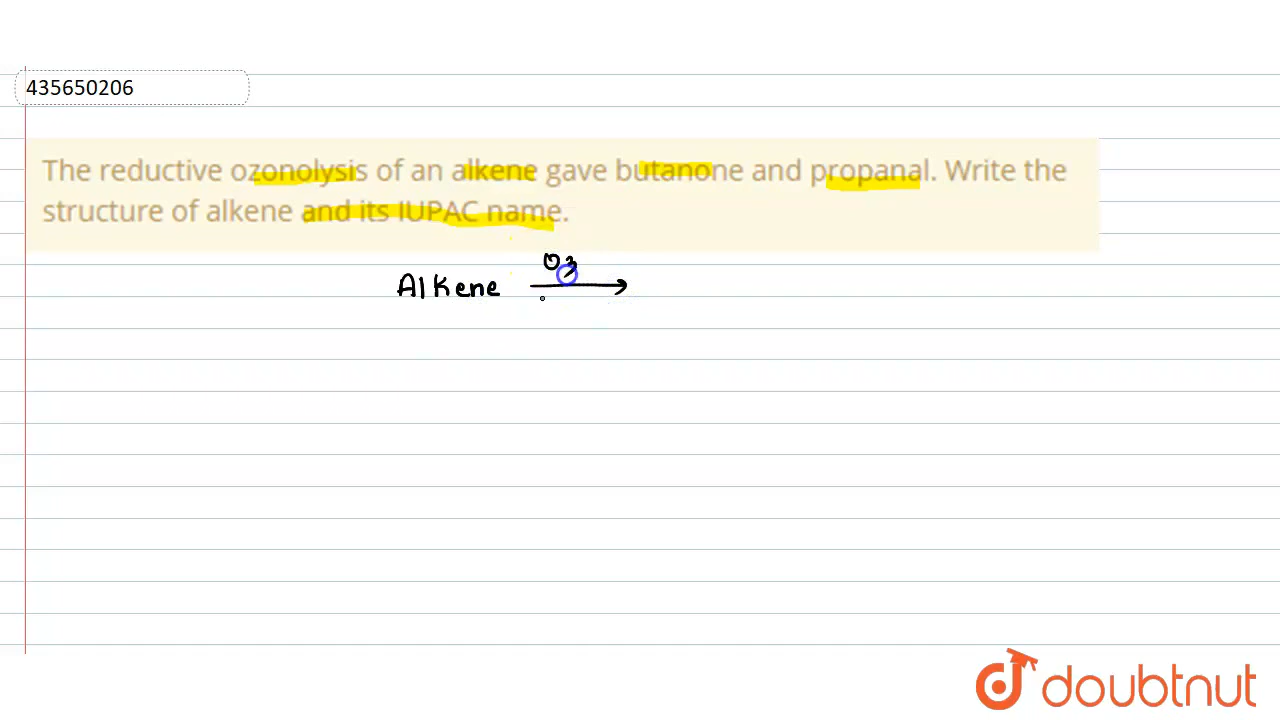 435650206
The reductive ozonolysis of an alkene gave butanone and propanal. Write the
structure of alkene and its IUPAC name.
O3
Alkene
doubtnut